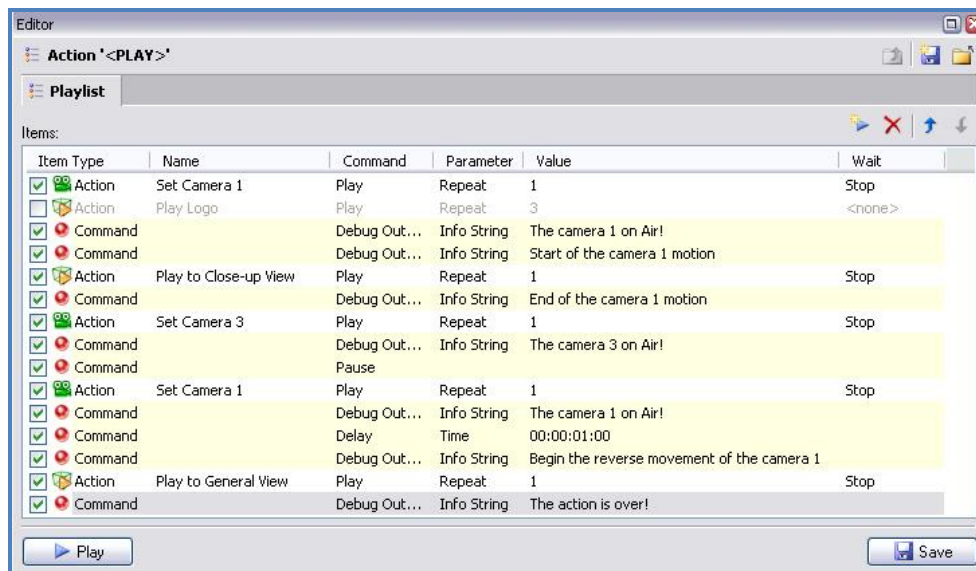 Editor
Action '<PLAY>'
Playlist
Items:
Item Type Name Command Parameter Value Wait
Action Set Camera 1 Play Repeat 1 Stop
Action Play Logo Play Repeat 3 <none>
Command Debug Out... Info String The camera 1 on Air!
Command Debug Out... Info String Start of the camera 1 motion
Action Play to Close-up View Play Repeat 1 Stop
Command Debug Out... Info String End of the camera 1 motion
Action Set Camera 3 Play Repeat 1 Stop
Command Debug Out... Info String The camera 3 on Air!
Command Pause
Action Set Camera 1 Play Repeat 1 Stop
Command Debug Out... Info String The camera 1 on Air!
Command Delay Time 00:00:01:00
Command Debug Out... Info String Begin the reverse movement of the camera 1
Action Play to General View Play Repeat 1 Stop
Command Debug Out... Info String The action is over!
Play Save